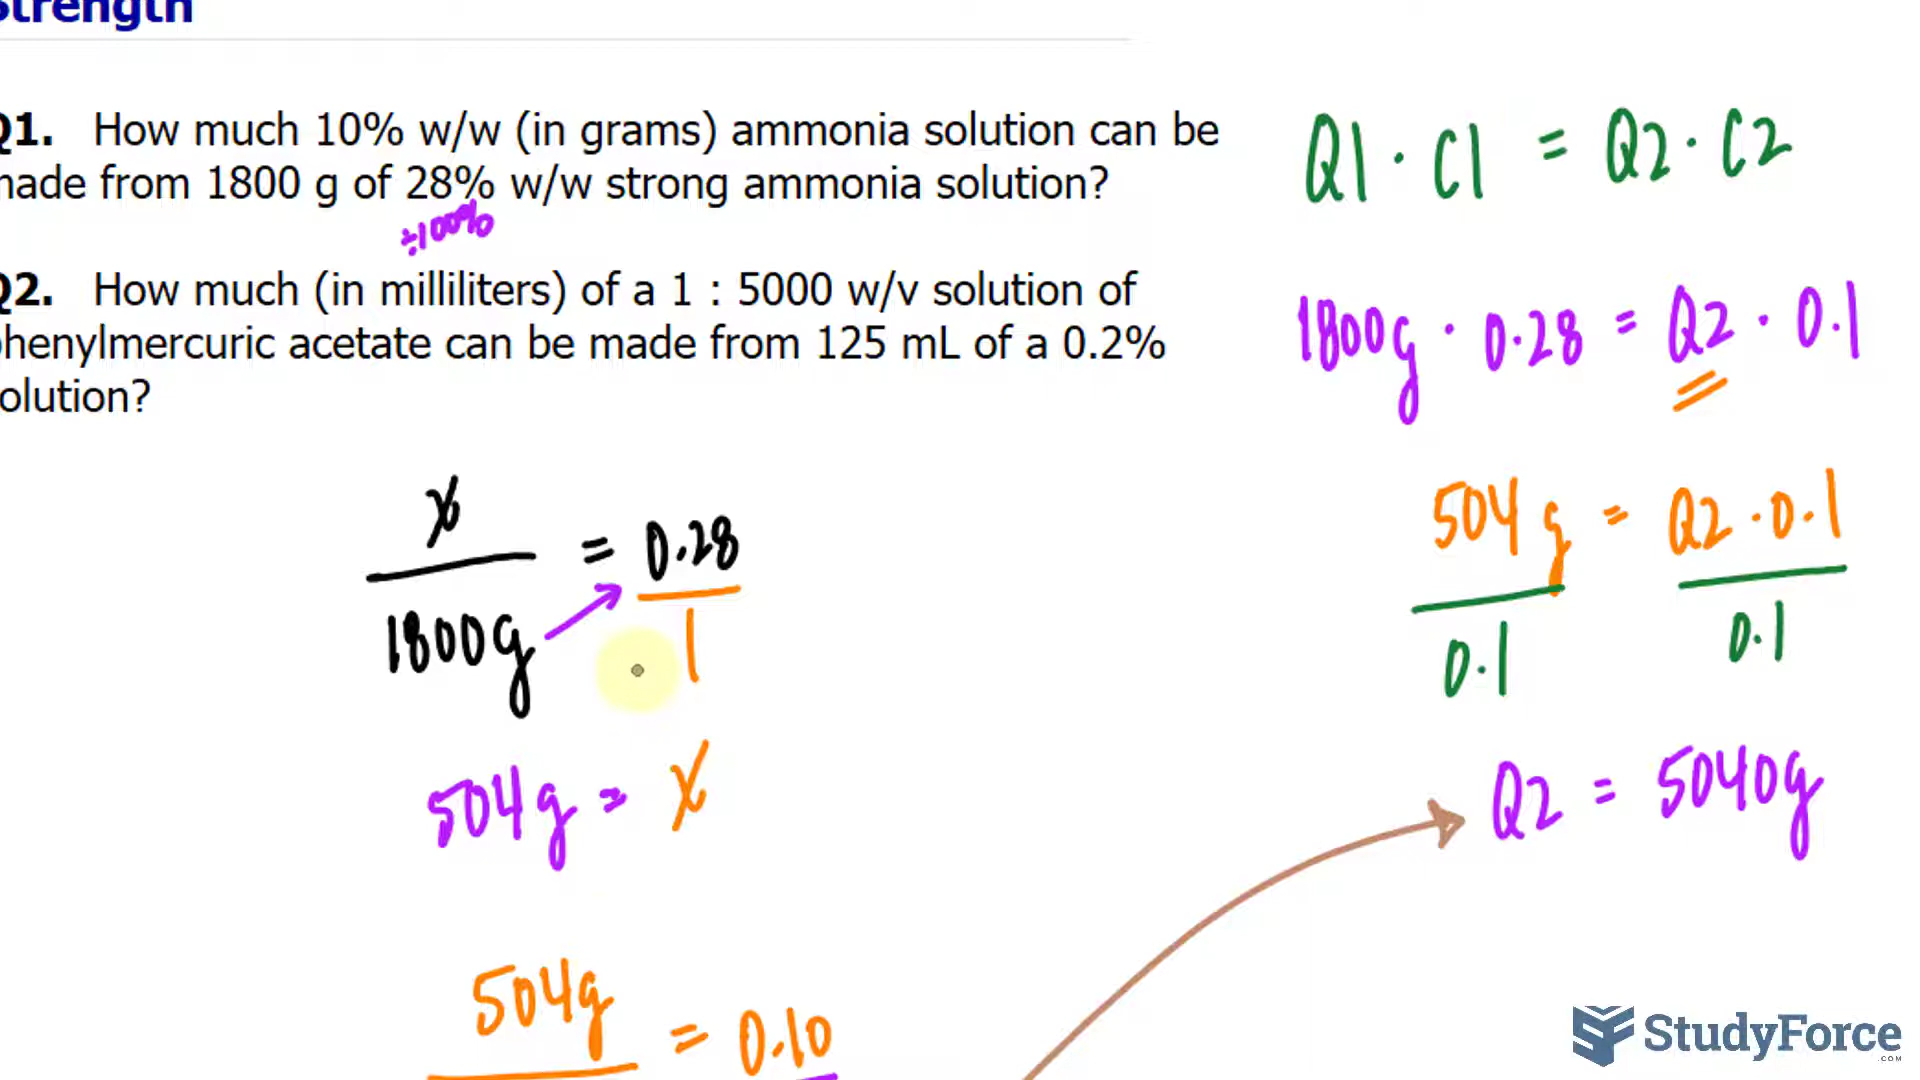 Strength
Q1. How much 10% w/w (in grams) ammonia solution can be
made from 1800 g of 28% w/w strong ammonia solution?
÷100%
Q2. How much (in milliliters) of a 1 : 5000 w/v solution of
phenylmercuric acetate can be made from 125 mL of a 0.2%
solution?
x
= 0.28
1800g
1
504g = x
504g
= 0.10
Q1 · C1 = Q2 · C2
1800g · 0.28 = Q2 · 0.1
504g = Q2 · 0.1
0.1
0.1
Q2 = 5040g
StudyForce
.COM